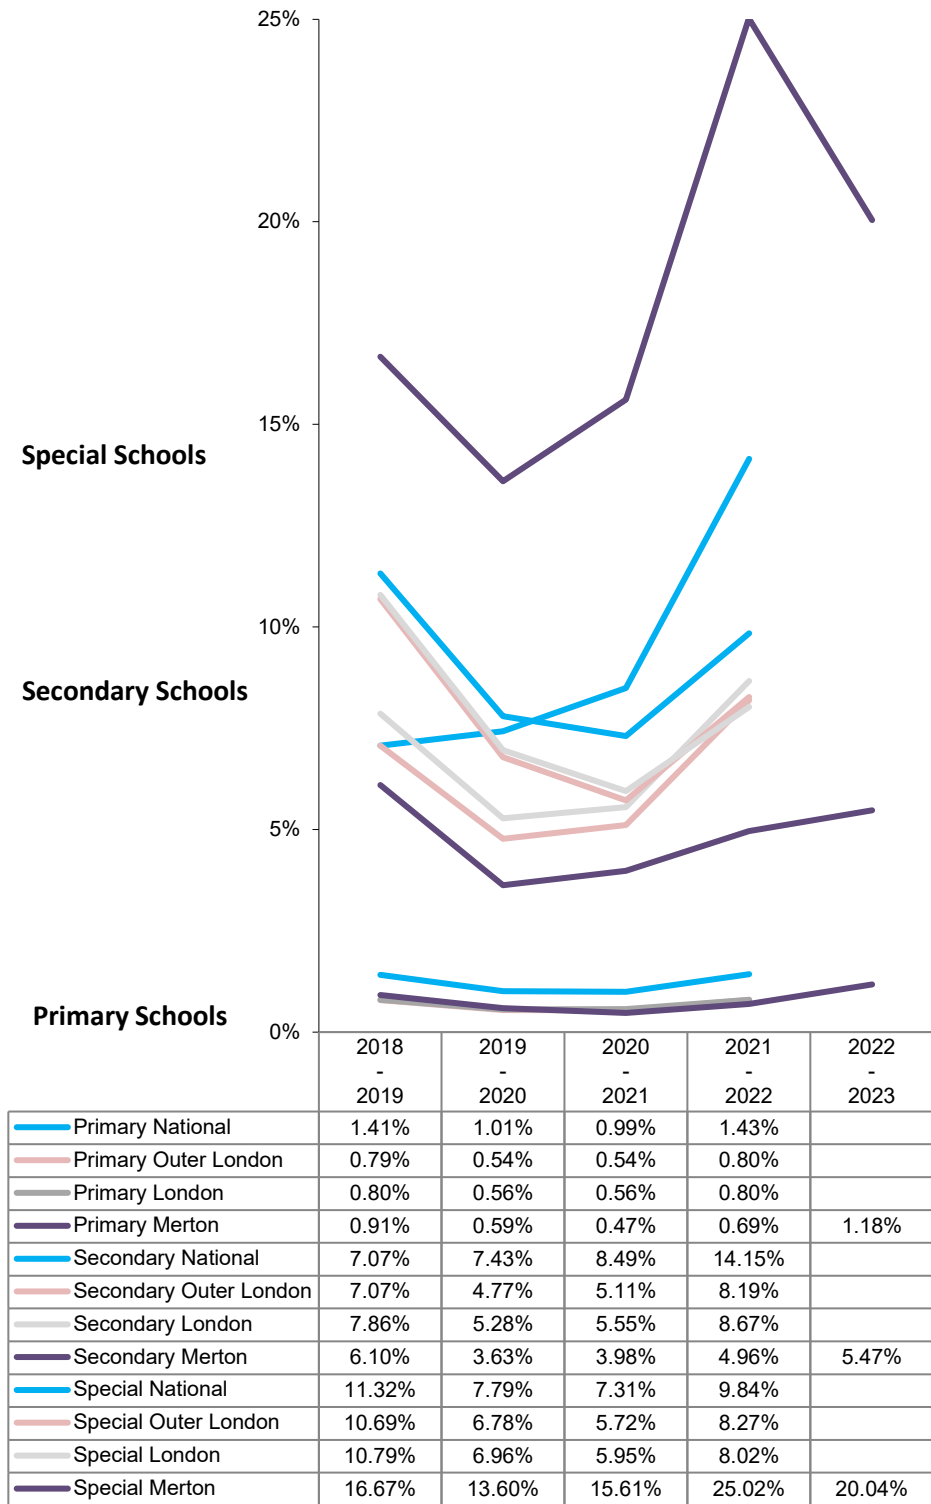 25%
20%
15%
Special Schools
10%
Secondary Schools
5%
Primary Schools
0%
2018 - 2019 2019 - 2020 2020 - 2021 2021 - 2022 2022 - 2023
Primary National 1.41% 1.01% 0.99% 1.43%
Primary Outer London 0.79% 0.54% 0.54% 0.80%
Primary London 0.80% 0.56% 0.56% 0.80%
Primary Merton 0.91% 0.59% 0.47% 0.69% 1.18%
Secondary National 7.07% 7.43% 8.49% 14.15%
Secondary Outer London 7.07% 4.77% 5.11% 8.19%
Secondary London 7.86% 5.28% 5.55% 8.67%
Secondary Merton 6.10% 3.63% 3.98% 4.96% 5.47%
Special National 11.32% 7.79% 7.31% 9.84%
Special Outer London 10.69% 6.78% 5.72% 8.27%
Special London 10.79% 6.96% 5.95% 8.02%
Special Merton 16.67% 13.60% 15.61% 25.02% 20.04%